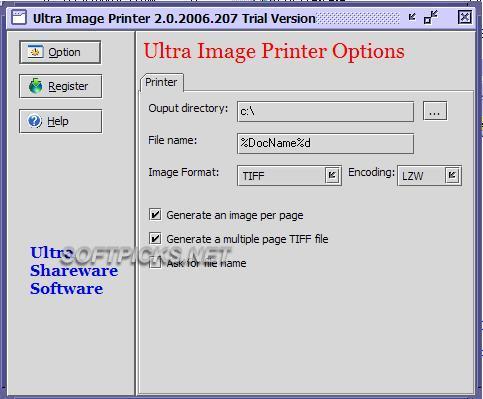 Ultra Image Printer 2.0.2006.207 Trial Version
Option
Register
Help
Ultra Image Printer Options
Printer
Ouput directory:
c:\
...
File name:
%DocName%d
Image Format:
TIFF
Encoding:
LZW
Generate an image per page
Generate a multiple page TIFF file
Ask for file name
SOFTPICKS.NET
Ultra
Shareware
Software